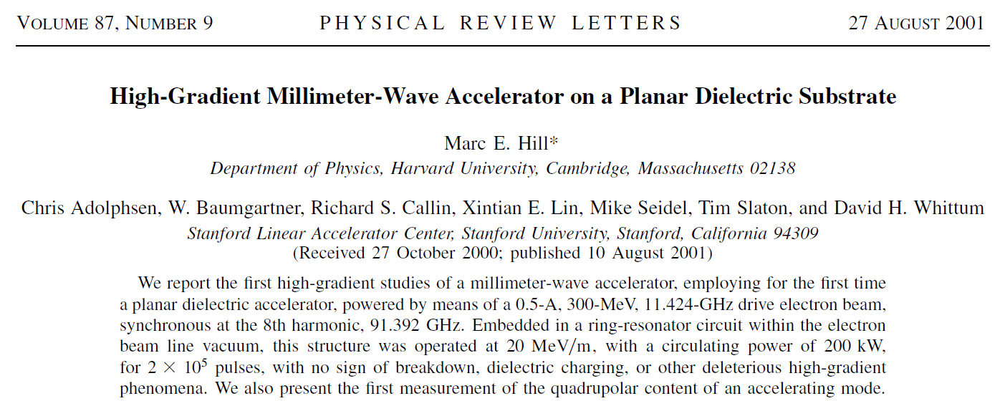 VOLUME 87, NUMBER 9 PHYSICAL REVIEW LETTERS 27 AUGUST 2001
High-Gradient Millimeter-Wave Accelerator on a Planar Dielectric Substrate
Marc E. Hill*
Department of Physics, Harvard University, Cambridge, Massachusetts 02138
Chris Adolphsen, W. Baumgartner, Richard S. Callin, Xintian E. Lin, Mike Seidel, Tim Slaton, and David H. Whittum
Stanford Linear Accelerator Center, Stanford University, Stanford, California 94309
(Received 27 October 2000; published 10 August 2001)
We report the first high-gradient studies of a millimeter-wave accelerator, employing for the first time
a planar dielectric accelerator, powered by means of a 0.5-A, 300-MeV, 11.424-GHz drive electron beam,
synchronous at the 8th harmonic, 91.392 GHz. Embedded in a ring-resonator circuit within the electron
beam line vacuum, this structure was operated at 20 MeV/m, with a circulating power of 200 kW,
for 2 × 10⁵ pulses, with no sign of breakdown, dielectric charging, or other deleterious high-gradient
phenomena. We also present the first measurement of the quadrupolar content of an accelerating mode.